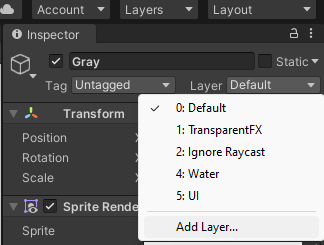 Account Layers Layout
Inspector
Gray Static
Tag Untagged Layer Default
0: Default
Transform
1: TransparentFX
Position
2: Ignore Raycast
Rotation
4: Water
Scale
5: UI
Sprite Rende
Add Layer...
Sprite